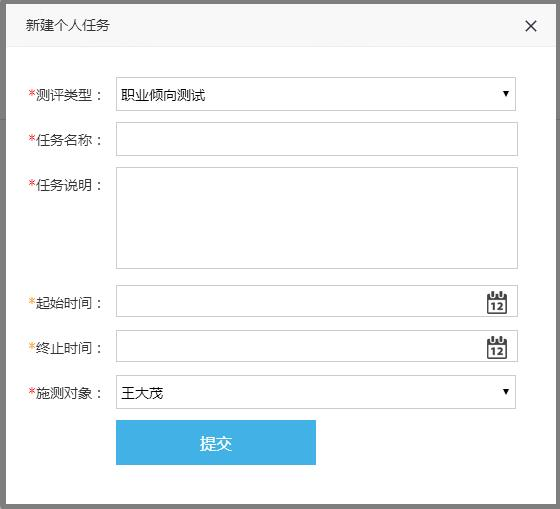 新建个人任务
*测评类型： 职业倾向测试
*任务名称：
*任务说明：
*起始时间： 12
*终止时间： 12
*施测对象： 王大茂
提交